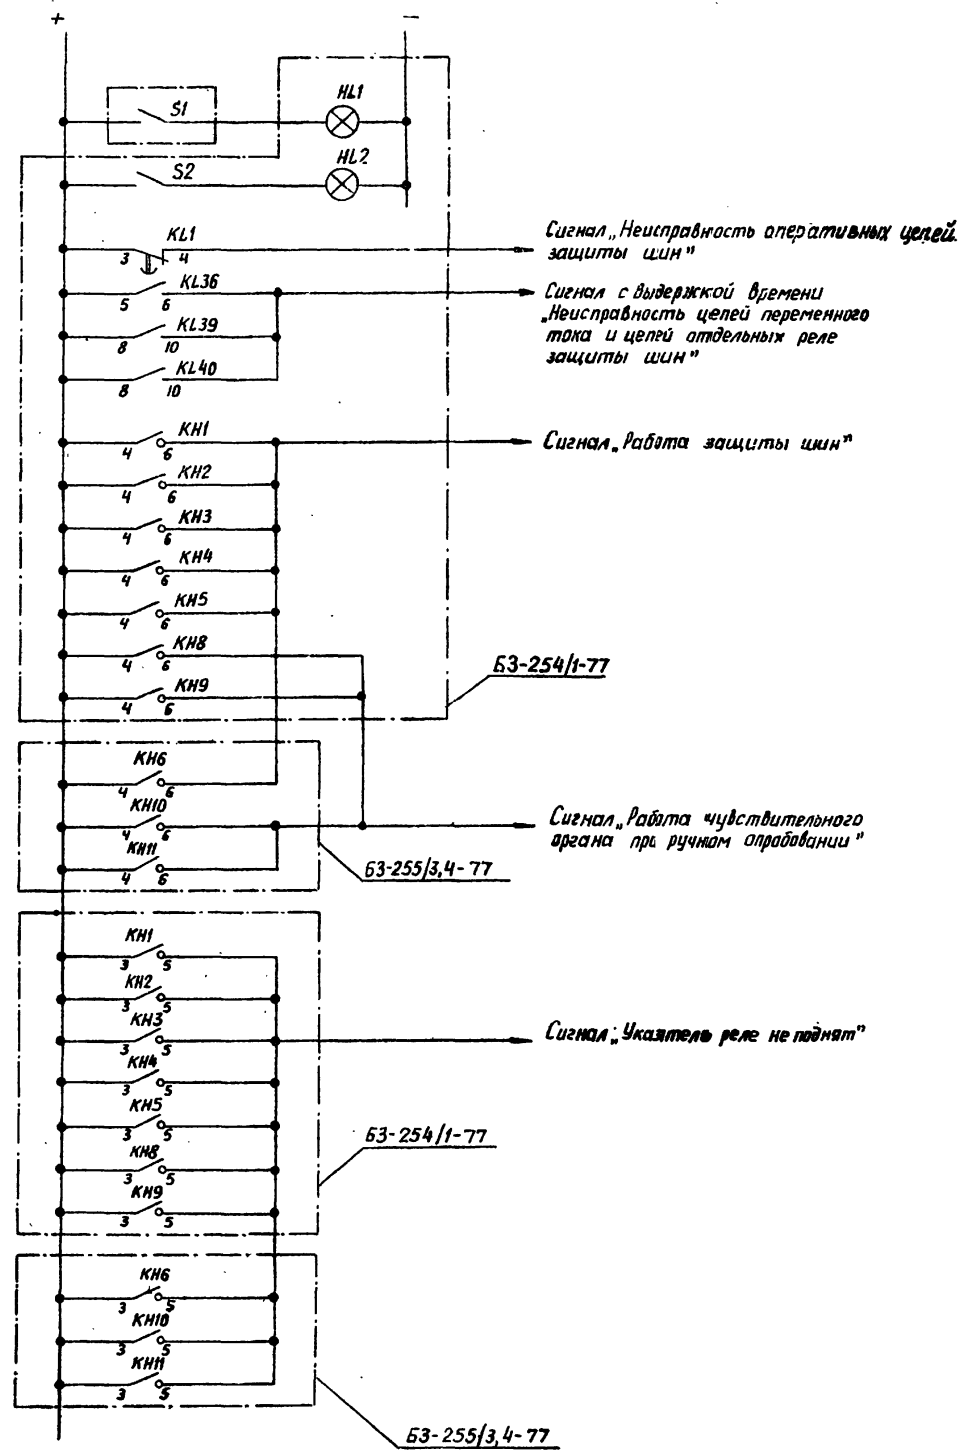 + −
HL1
S1
HL2
S2
KL1
3 4
Сигнал „Неисправность оперативных цепей
защиты шин"
KL36
5 6
Сигнал с выдержкой времени
„Неисправность цепей переменного
тока и цепей отдельных реле
защиты шин"
KL39
8 10
KL40
8 10
KH1
4 6
Сигнал „Работа защиты шин"
KH2
4 6
KH3
4 6
KH4
4 6
KH5
4 6
KH8
4 6
БЗ-254/1-77
KH9
4 6
KH6
4 6
KH10
4 6
Сигнал „Работа чувствительного
органа при ручном опробовании"
KH11
4 6
БЗ-255/3,4-77
KH1
3 5
KH2
3 5
KH3
3 5
Сигнал „Указатель реле не поднят"
KH4
3 5
KH5
3 5
БЗ-254/1-77
KH8
3 5
KH9
3 5
KH6
3 5
KH10
3 5
KH11
3 5
БЗ-255/3,4-77